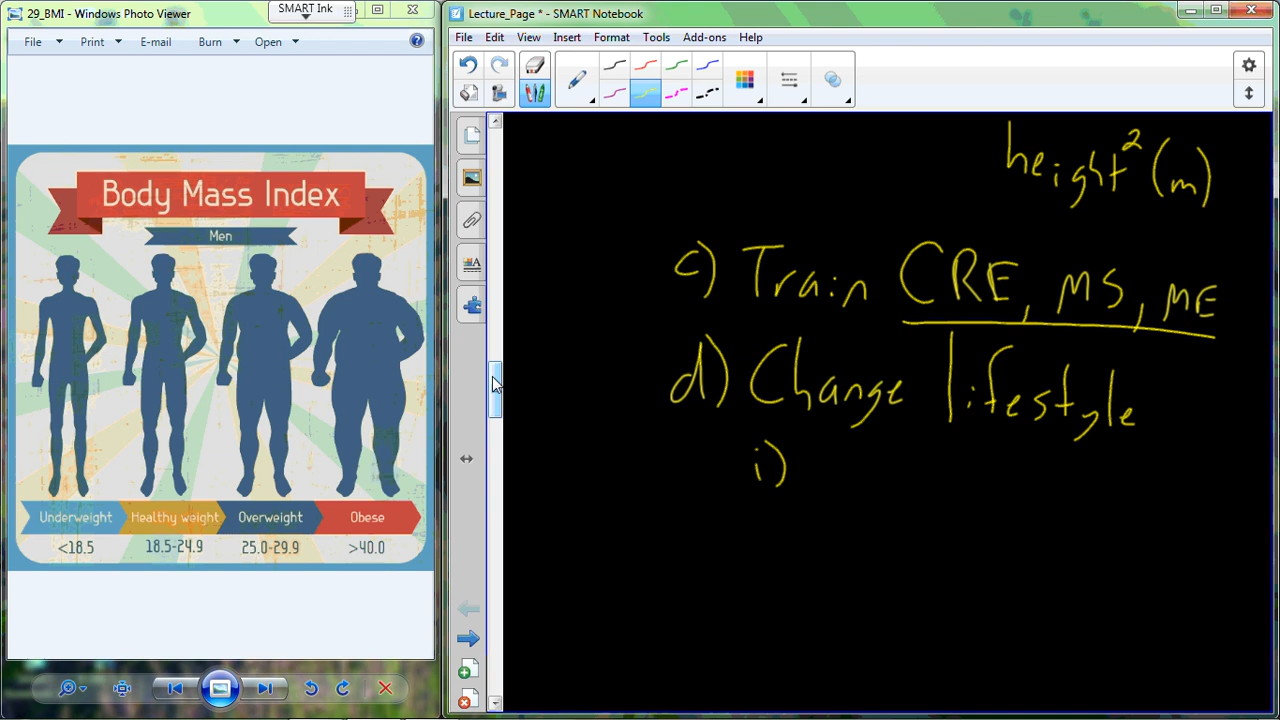 29_BMI - Windows Photo Viewer
SMART Ink
File Print E-mail Burn Open
Body Mass Index
Men
Underweight Healthy weight Overweight Obese
<18.5 18.5-24.9 25.0-29.9 >40.0
Lecture_Page * - SMART Notebook
File Edit View Insert Format Tools Add-ons Help
height² (m)
c) Train CRE, MS, ME
d) Change lifestyle
i)